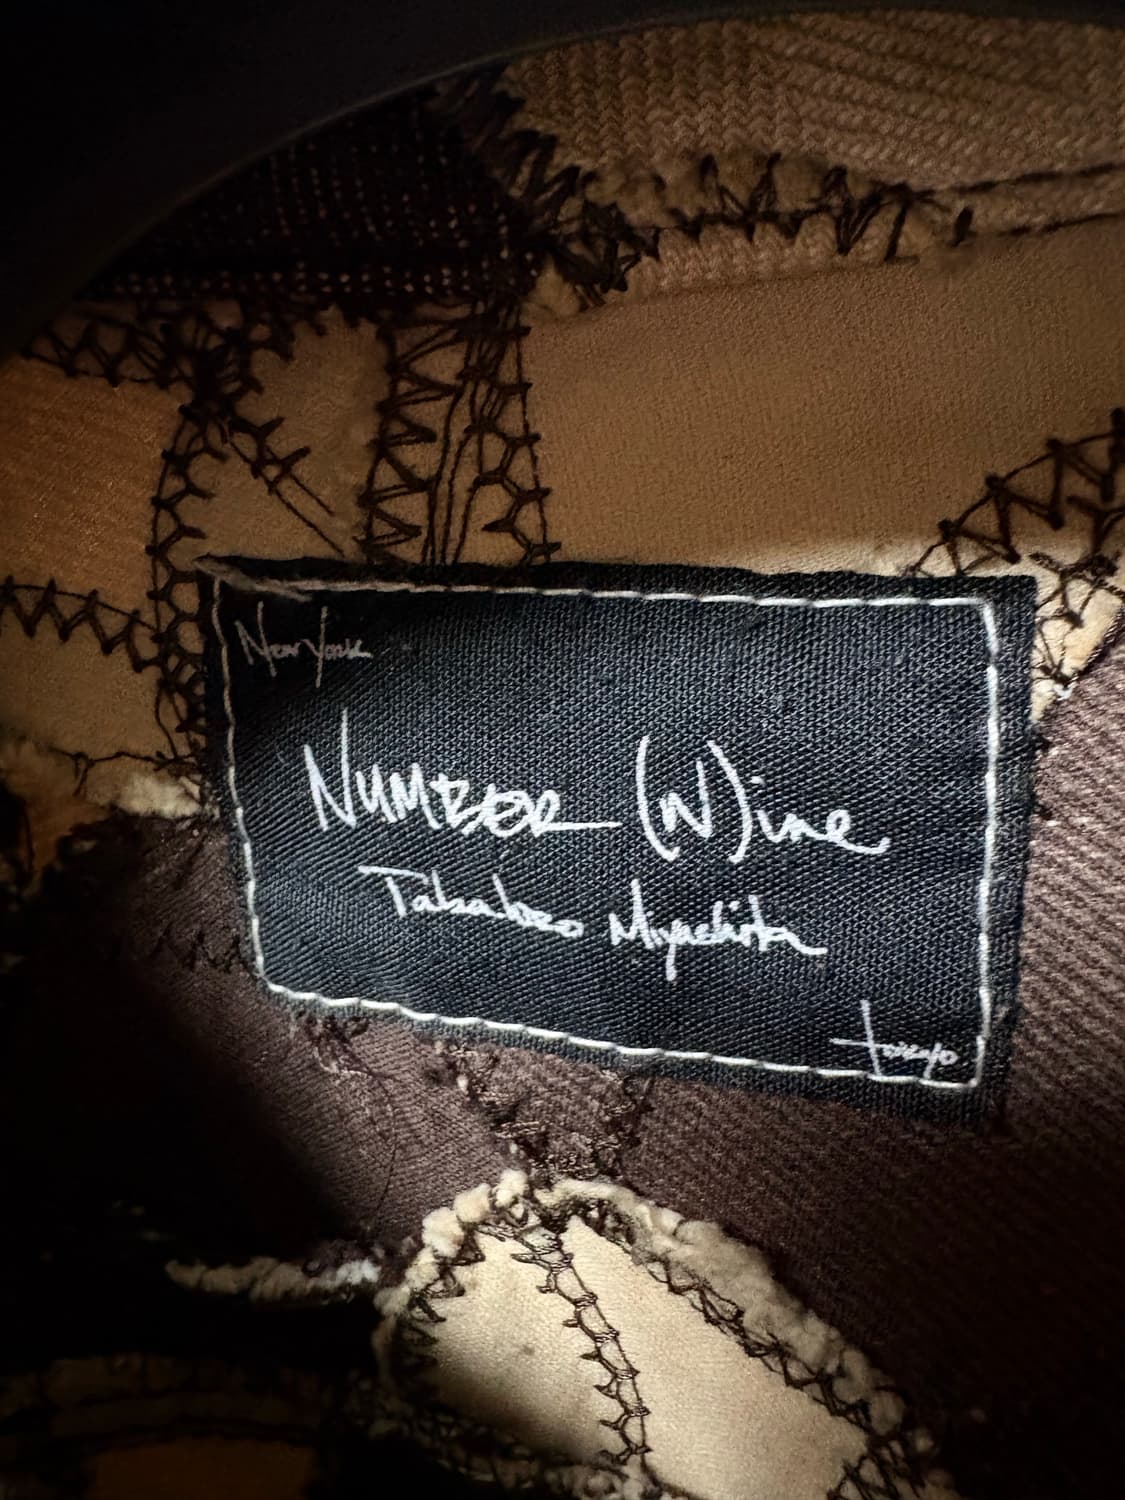 New York
NUMBER (N)ine
Takahiro Miyashita
tokyo